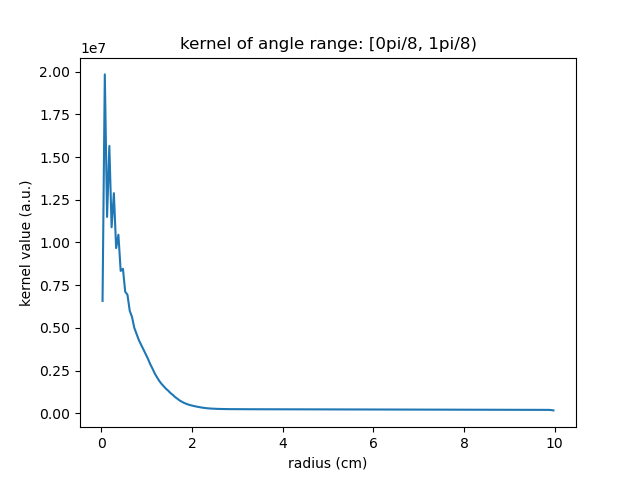 kernel of angle range: [0pi/8, 1pi/8)
1e7
2.00
1.75
1.50
1.25
1.00
0.75
0.50
0.25
0.00
kernel value (a.u.)
0 2 4 6 8 10
radius (cm)